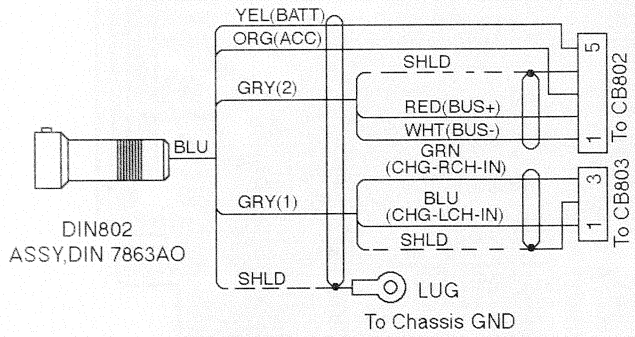 YEL(BATT)
ORG(ACC)
SHLD
5
GRY(2)
RED(BUS+)
WHT(BUS-)
1
To CB802
BLU
GRN
(CHG-RCH-IN)
3
GRY(1)
BLU
(CHG-LCH-IN)
1
SHLD
To CB803
DIN802
ASSY,DIN 7863AO
SHLD
LUG
To Chassis GND